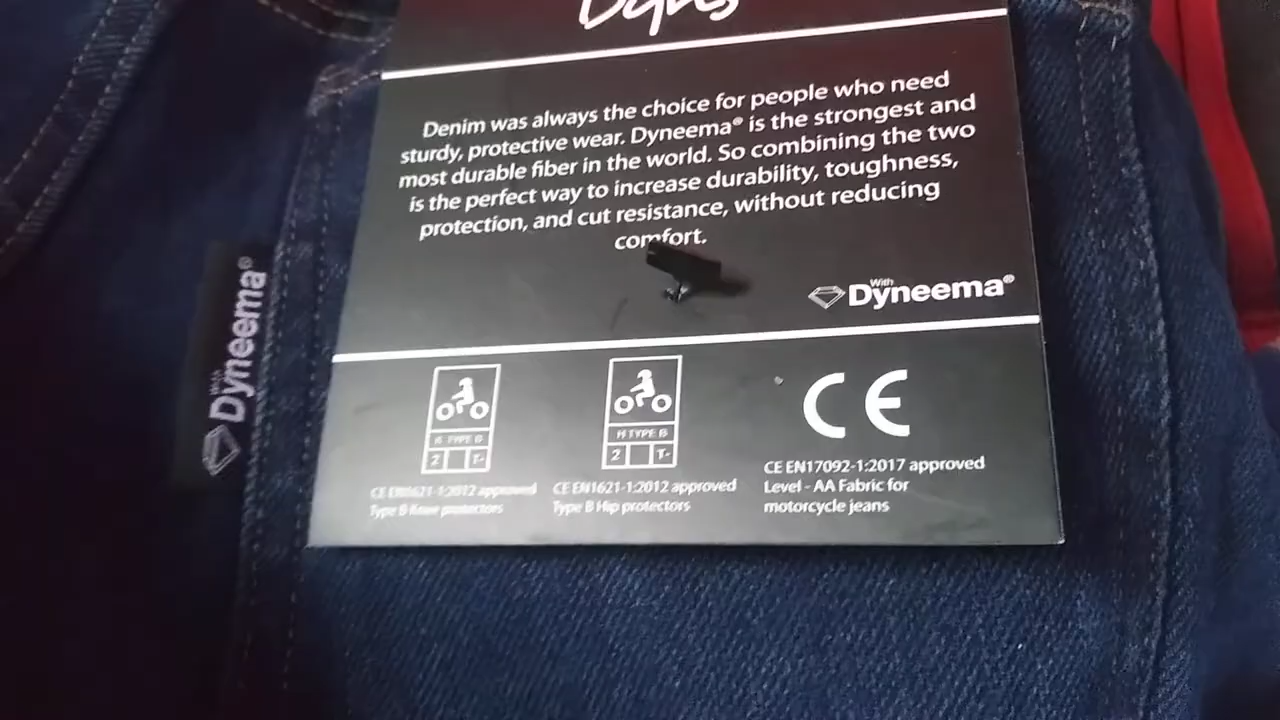 Denim was always the choice for people who need
sturdy, protective wear. Dyneema® is the strongest and
most durable fiber in the world. So combining the two
is the perfect way to increase durability, toughness,
protection, and cut resistance, without reducing
comfort.
With
Dyneema®
With
Dyneema®
TYPE B
2 T-
H TYPE B
2 T-
CE
CE EN1621-1:2012 approved
Type B Knee protectors
CE EN1621-1:2012 approved
Type B Hip protectors
CE EN17092-1:2017 approved
Level - AA Fabric for
motorcycle jeans